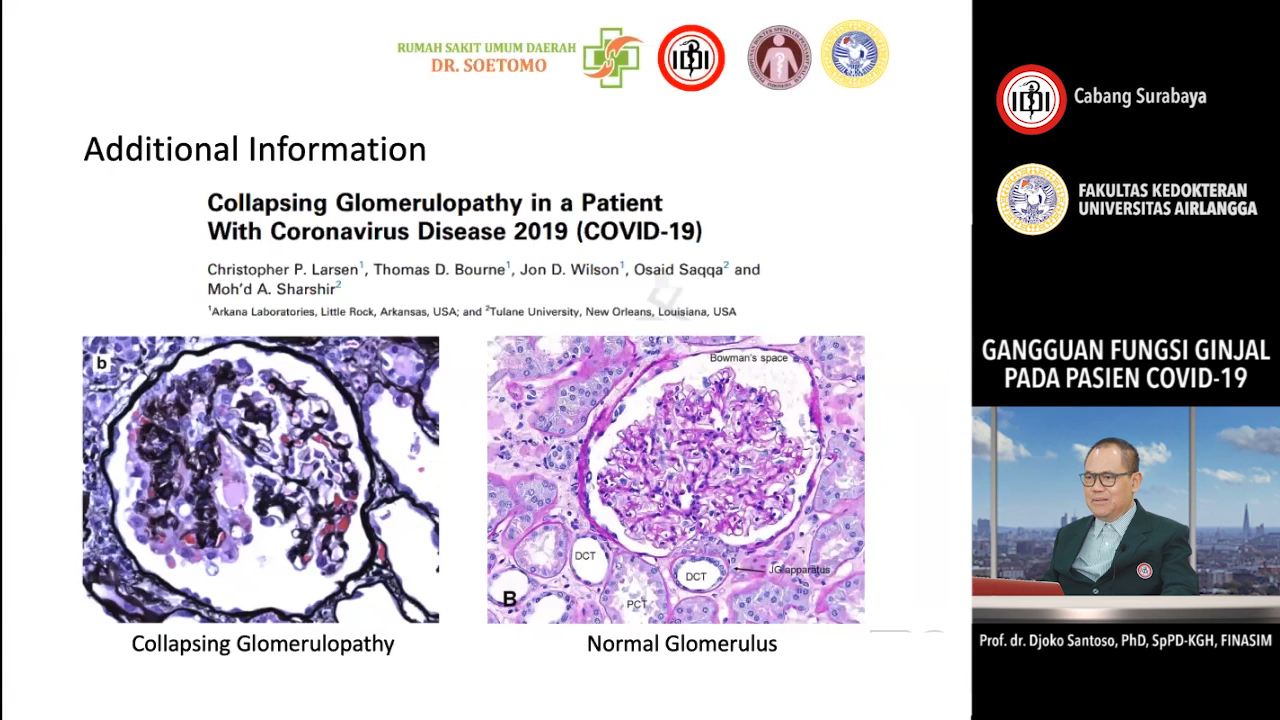 RUMAH SAKIT UMUM DAERAH
DR. SOETOMO
IDI
Additional Information
Collapsing Glomerulopathy in a Patient
With Coronavirus Disease 2019 (COVID-19)
Christopher P. Larsen1, Thomas D. Bourne1, Jon D. Wilson1, Osaid Saqqa2 and
Moh'd A. Sharshir2
1Arkana Laboratories, Little Rock, Arkansas, USA; and 2Tulane University, New Orleans, Louisiana, USA
b
Bowman's space
DCT
DCT
JG apparatus
PCT
B
Collapsing Glomerulopathy
Normal Glomerulus
IDI
Cabang Surabaya
FAKULTAS KEDOKTERAN
UNIVERSITAS AIRLANGGA
GANGGUAN FUNGSI GINJAL
PADA PASIEN COVID-19
Prof. dr. Djoko Santoso, PhD, SpPD-KGH, FINASIM